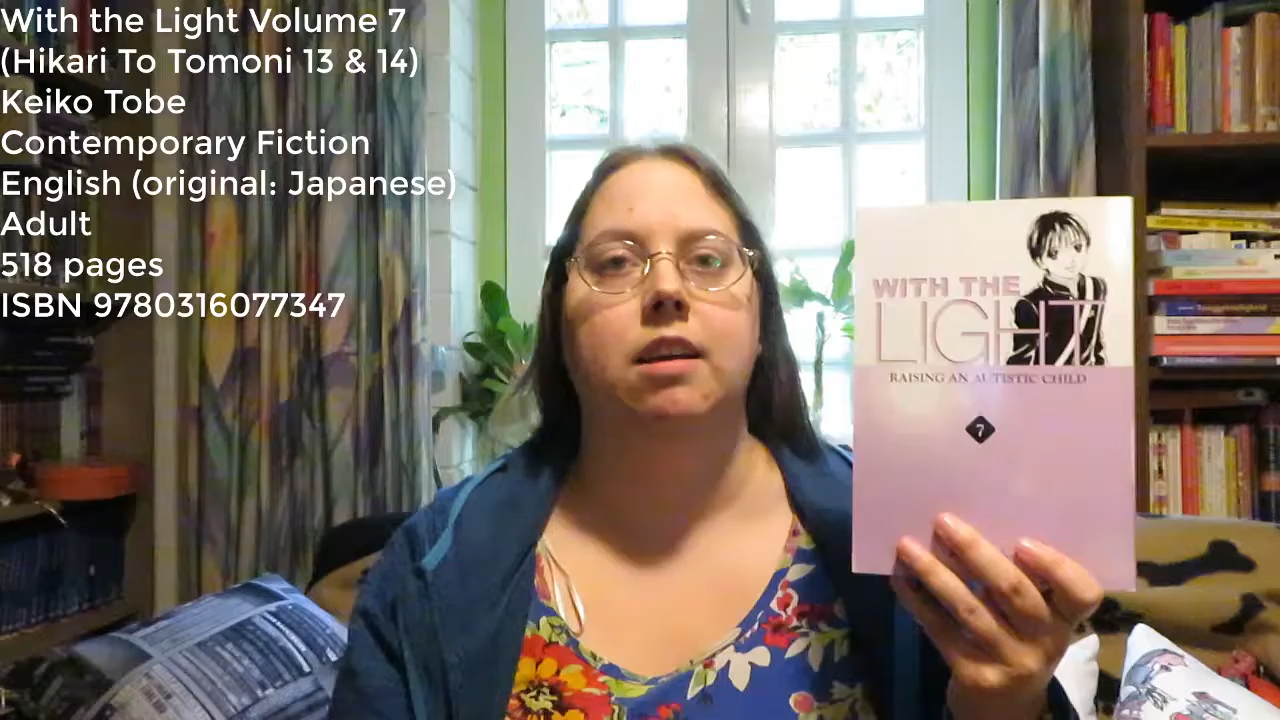 With the Light Volume 7
(Hikari To Tomoni 13 & 14)
Keiko Tobe
Contemporary Fiction
English (original: Japanese)
Adult
518 pages
ISBN 9780316077347
WITH THE
LIGHT
RAISING AN AUTISTIC CHILD
7